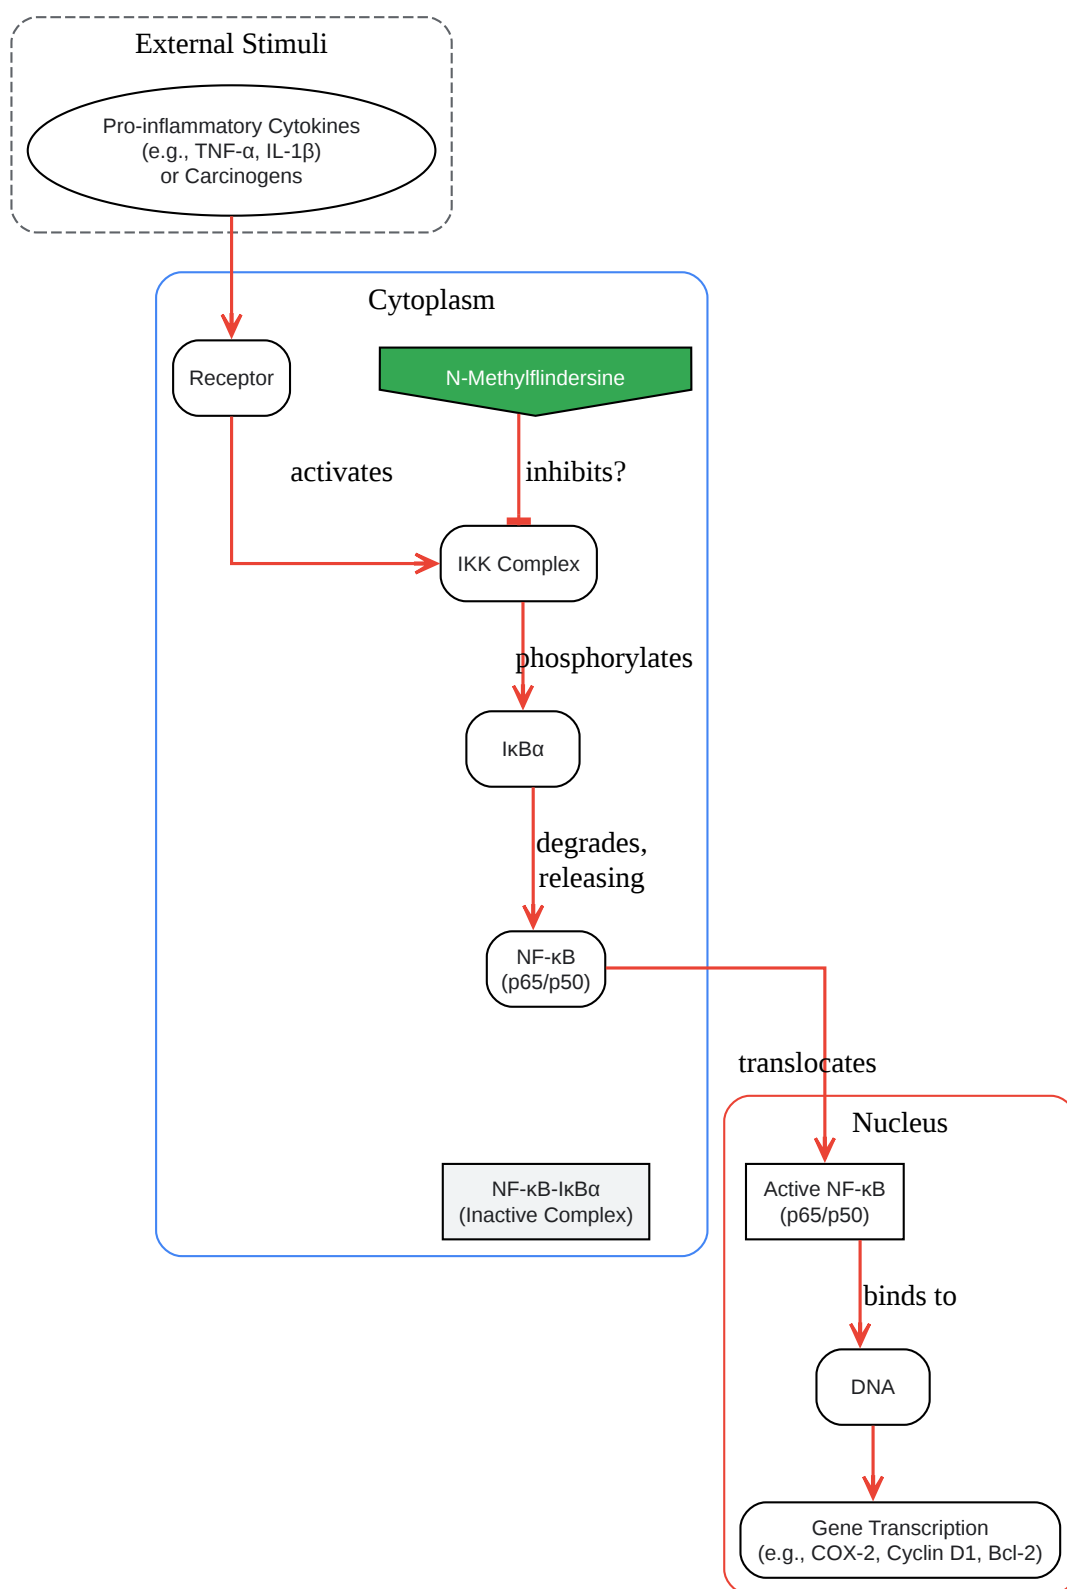 External Stimuli
Pro-inflammatory Cytokines
(e.g., TNF-α, IL-1β)
or Carcinogens
Cytoplasm
Receptor
N-Methylflindersine
activates
inhibits?
IKK Complex
phosphorylates
IκBα
degrades,
releasing
NF-κB
(p65/p50)
translocates
Nucleus
NF-κB-IκBα
(Inactive Complex)
Active NF-κB
(p65/p50)
binds to
DNA
Gene Transcription
(e.g., COX-2, Cyclin D1, Bcl-2)